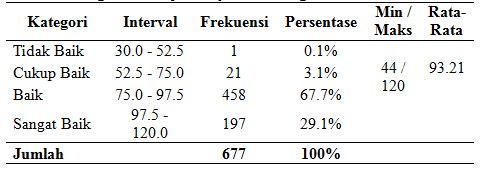 Kategori Interval Frekuensi Persentase Min / Maks Rata-Rata
Tidak Baik 30.0 - 52.5 1 0.1% 44 / 120 93.21
Cukup Baik 52.5 - 75.0 21 3.1%
Baik 75.0 - 97.5 458 67.7%
Sangat Baik 97.5 - 120.0 197 29.1%
Jumlah 677 100%